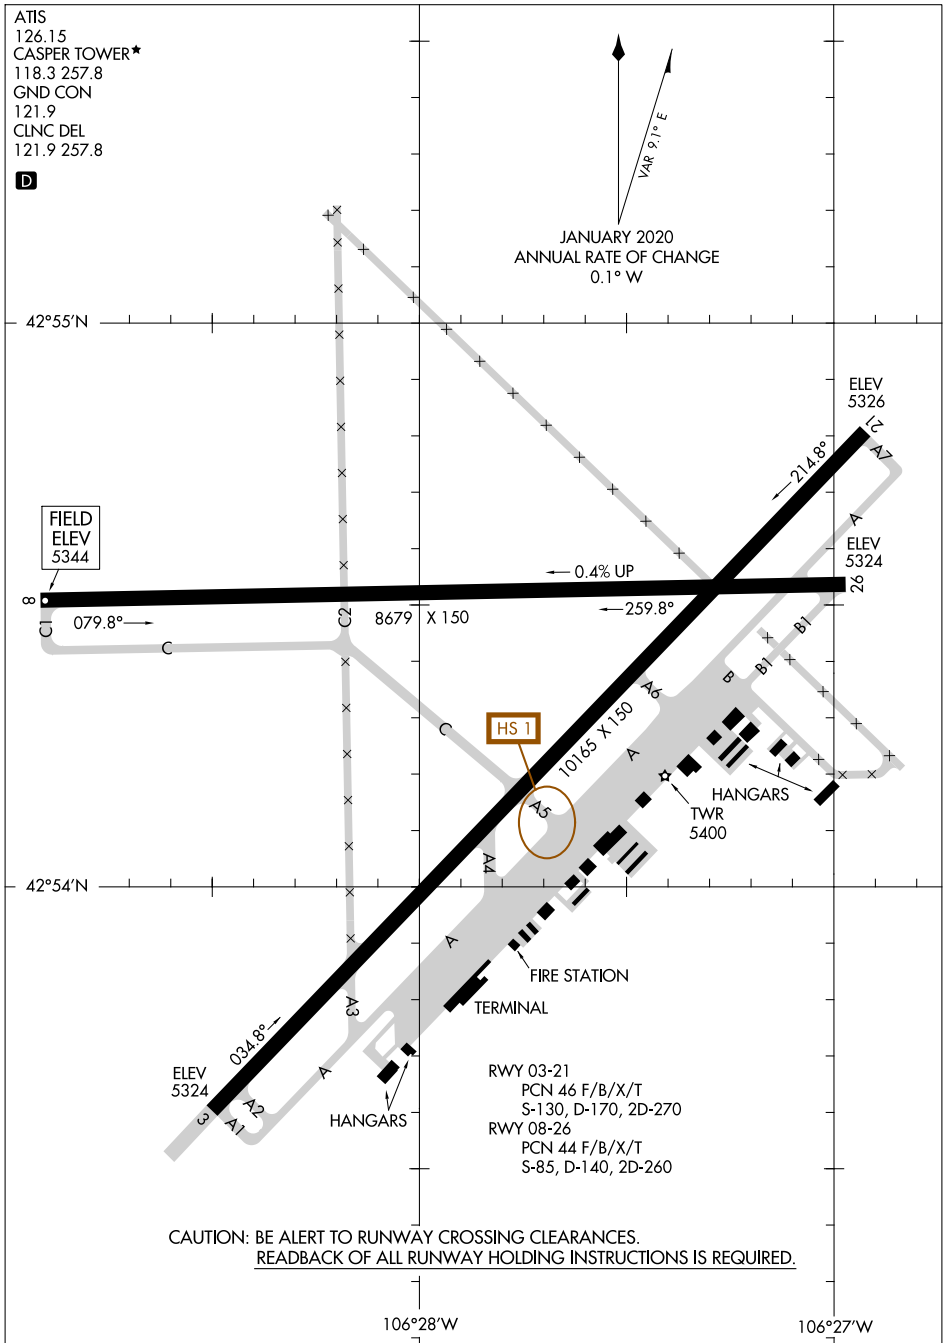 ATIS
126.15
CASPER TOWER★
118.3 257.8
GND CON
121.9
CLNC DEL
121.9 257.8
D
VAR 9.1° E
JANUARY 2020
ANNUAL RATE OF CHANGE
0.1° W
42°55'N
ELEV
5326
21
A7
214.8°
A
FIELD
ELEV
5344
ELEV
5324
0.4% UP
8
26
259.8°
079.8°
8679 X 150
C1
C2
B1
C
B1
B
A6
C
HS 1
10165 X 150
A
A5
HANGARS
TWR
5400
A4
42°54'N
A
FIRE STATION
A3
TERMINAL
034.8°
ELEV
5324
A
A2
A1
3
HANGARS
RWY 03-21
PCN 46 F/B/X/T
S-130, D-170, 2D-270
RWY 08-26
PCN 44 F/B/X/T
S-85, D-140, 2D-260
CAUTION: BE ALERT TO RUNWAY CROSSING CLEARANCES.
READBACK OF ALL RUNWAY HOLDING INSTRUCTIONS IS REQUIRED.
106°28'W
106°27'W